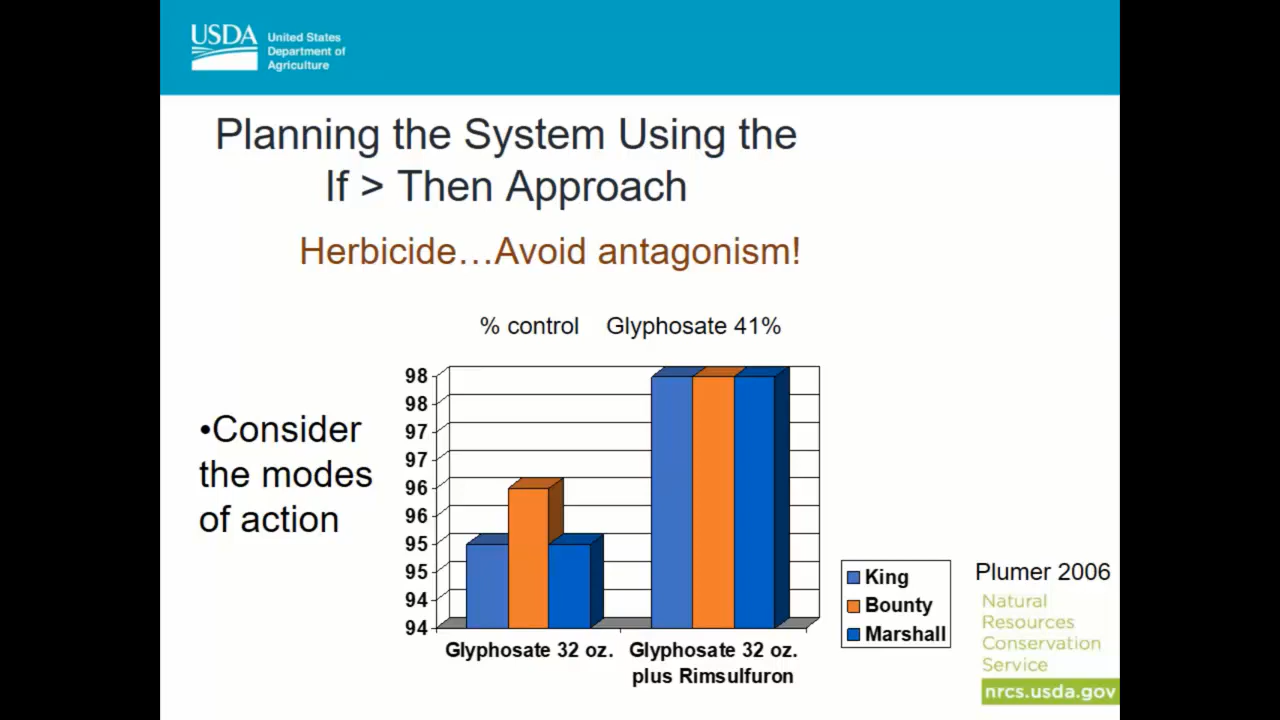 USDA
United States
Department of
Agriculture
Planning the System Using the
If > Then Approach
Herbicide…Avoid antagonism!
% control Glyphosate 41%
•Consider
the modes
of action
98
98
97
97
96
96
95
95
94
94
Glyphosate 32 oz.
Glyphosate 32 oz.
plus Rimsulfuron
King
Bounty
Marshall
Plumer 2006
Natural
Resources
Conservation
Service
nrcs.usda.gov